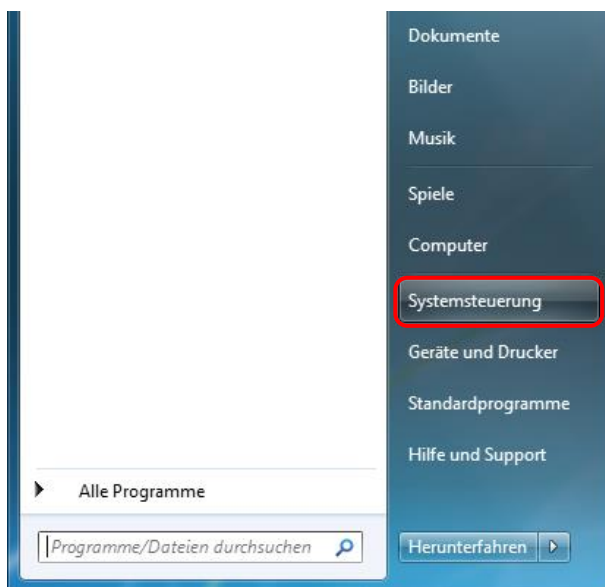 Dokumente
Bilder
Musik
Spiele
Computer
Systemsteuerung
Geräte und Drucker
Standardprogramme
Hilfe und Support
Alle Programme
Programme/Dateien durchsuchen
Herunterfahren